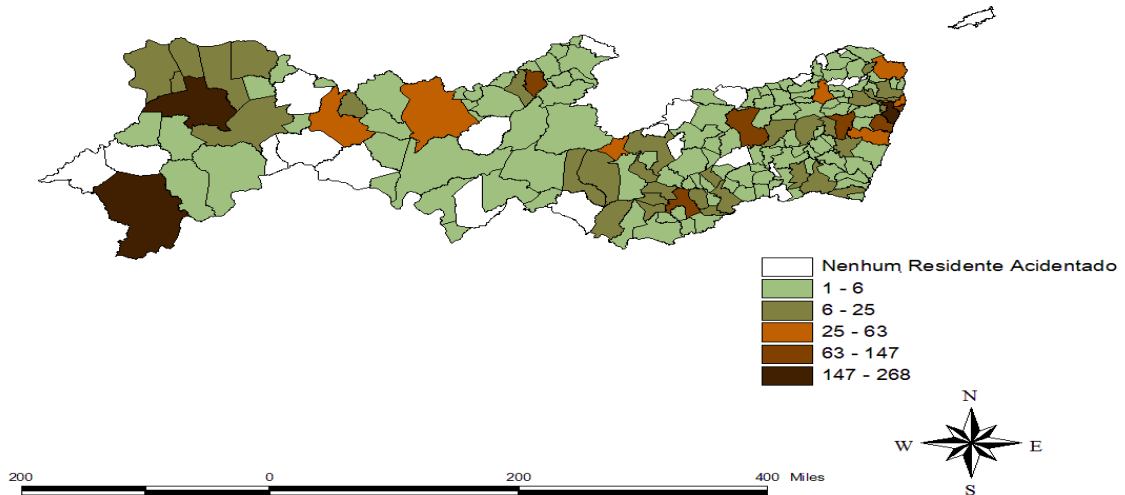 Nenhum Residente Acidentado
1 - 6
6 - 25
25 - 63
63 - 147
147 - 268
N
W
E
S
200 0 200 400 Miles